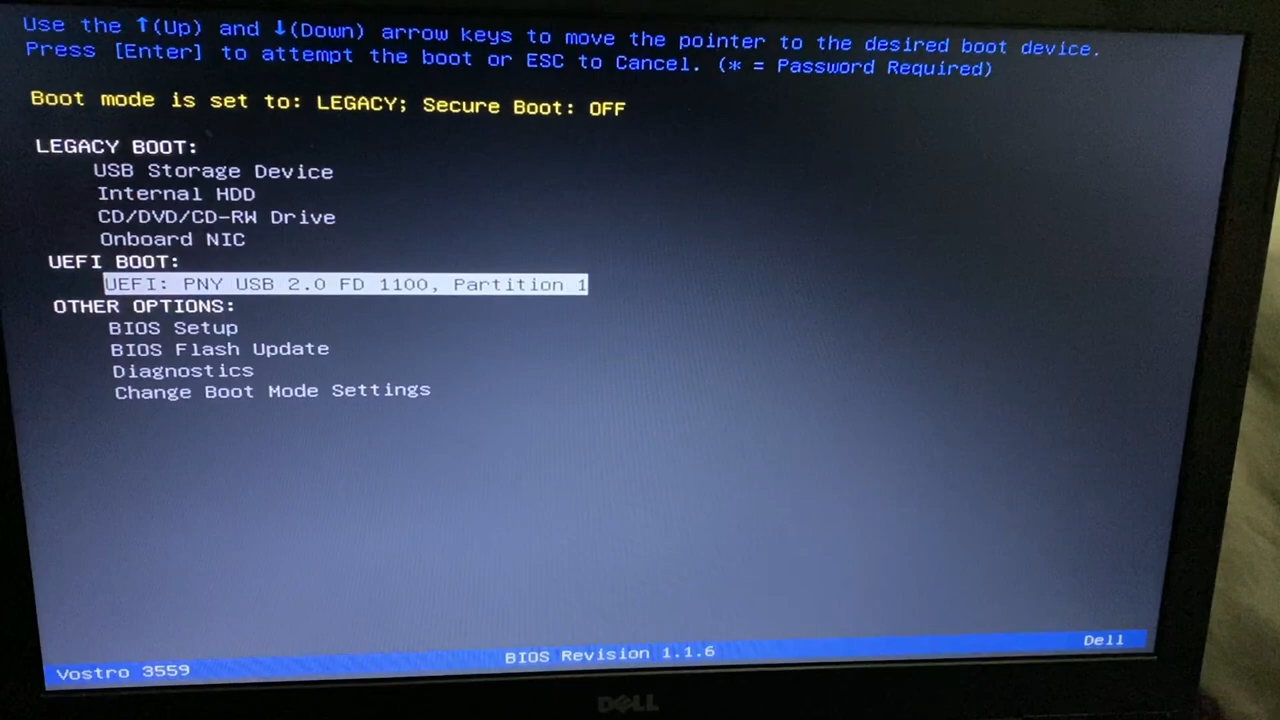 Use the ↑(Up) and ↓(Down) arrow keys to move the pointer to the desired boot device.
Press [Enter] to attempt the boot or ESC to Cancel. (* = Password Required)
Boot mode is set to: LEGACY; Secure Boot: OFF
LEGACY BOOT:
USB Storage Device
Internal HDD
CD/DVD/CD-RW Drive
Onboard NIC
UEFI BOOT:
UEFI: PNY USB 2.0 FD 1100, Partition 1
OTHER OPTIONS:
BIOS Setup
BIOS Flash Update
Diagnostics
Change Boot Mode Settings
Vostro 3559 BIOS Revision 1.1.6 Dell
DELL